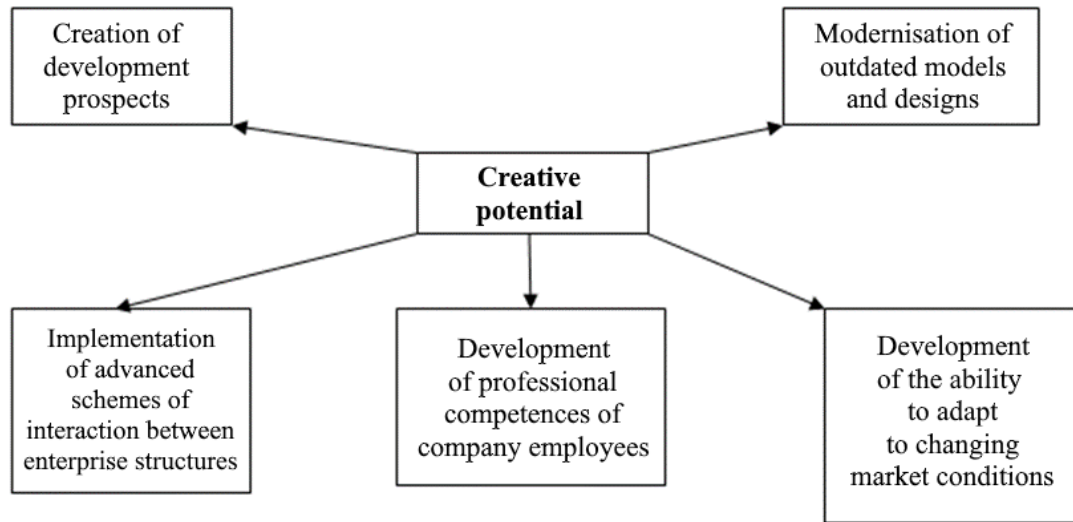 Creation of
development
prospects
Modernisation of
outdated models
and designs
Creative
potential
Implementation
of advanced
schemes of
interaction between
enterprise structures
Development
of professional
competences of
company employees
Development
of the ability
to adapt
to changing
market conditions